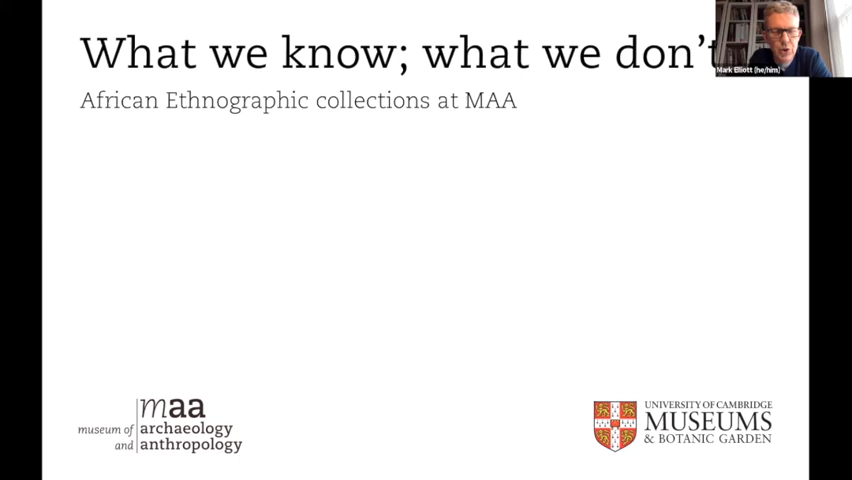 What we know; what we don't
African Ethnographic collections at MAA
Mark Elliott (he/him)
maa
museum of archaeology
and anthropology
UNIVERSITY OF CAMBRIDGE
MUSEUMS
& BOTANIC GARDEN